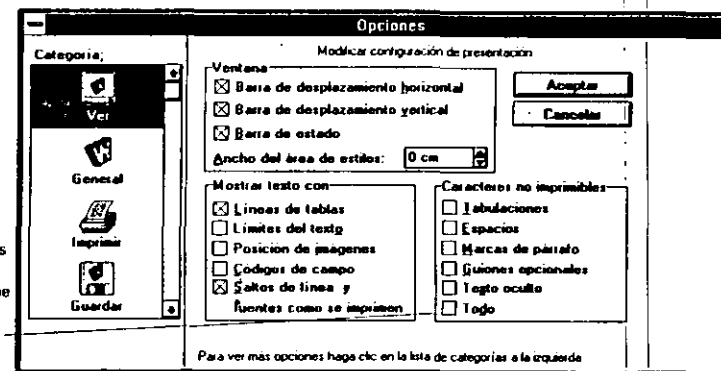 Opciones
Categoría:
Modificar configuración de presentación
Ver
General
Imprimir
Guardar
Ventana
Barra de desplazamiento horizontal
Barra de desplazamiento vertical
Barra de estado
Ancho del área de estilos: 0 cm
Aceptar
Cancelar
Mostrar texto con
Líneas de tablas
Límites del texto
Posición de imágenes
Códigos de campo
Saltos de línea y
fuentes como se imprimen
Caracteres no imprimibles
Tabulaciones
Espacios
Marcas de párrafo
Guiones opcionales
Texto oculto
Todo
Para ver más opciones haga clic en la lista de categorías a la izquierda